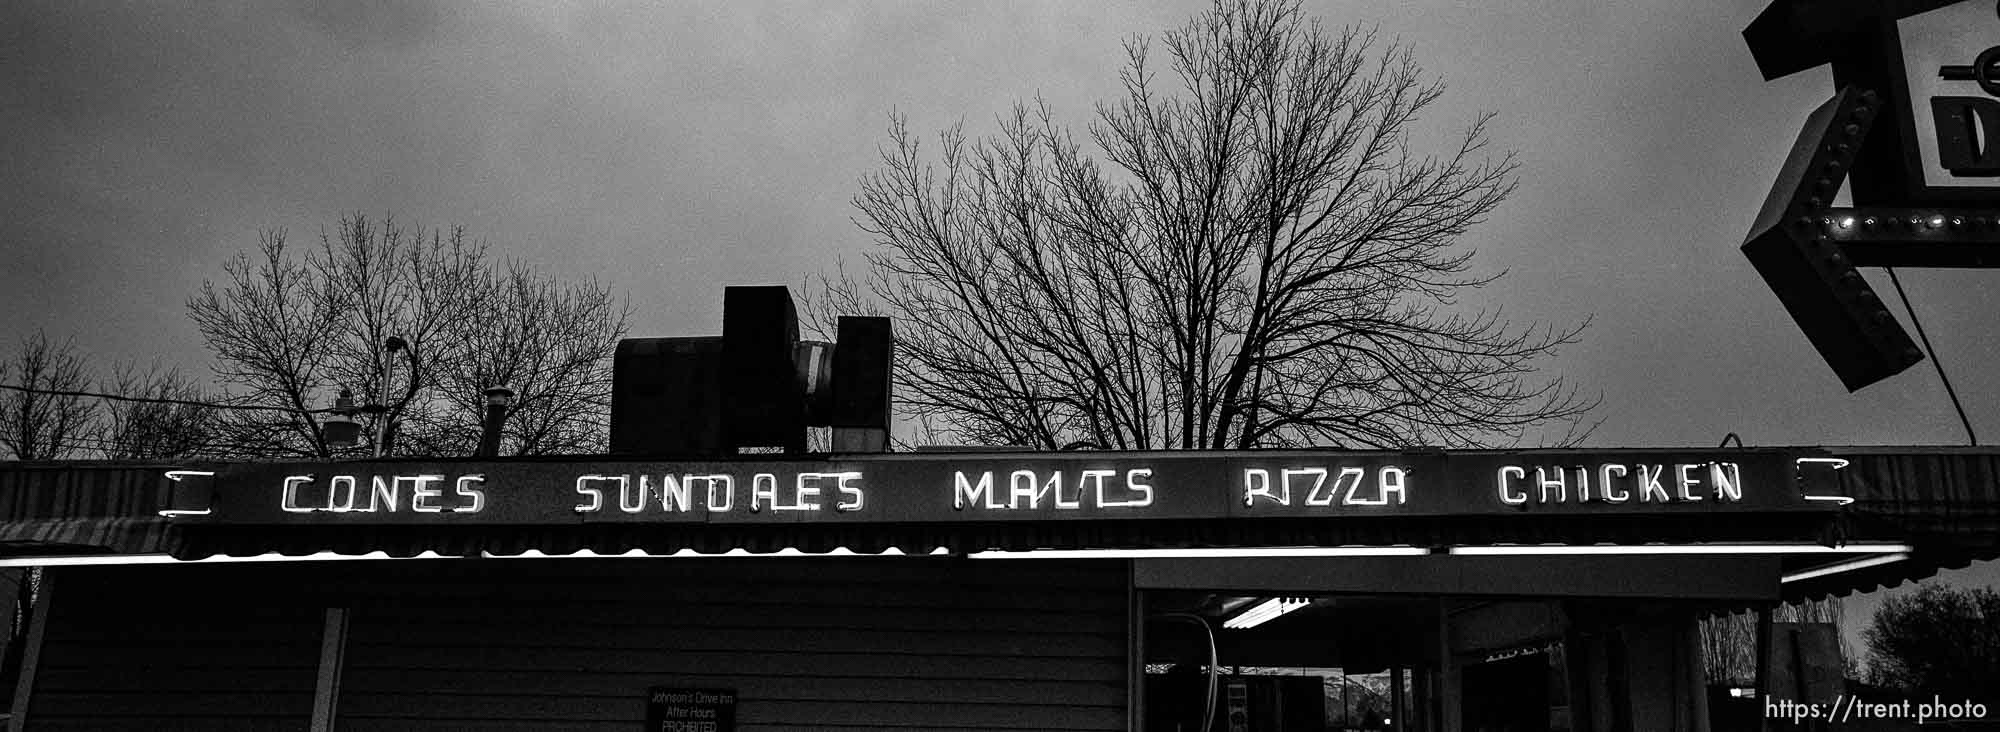 D
CONES SUNDAES MALTS PIZZA CHICKEN
Johnson's Drive Inn
After Hours
PROHIBITED
https://trent.photo